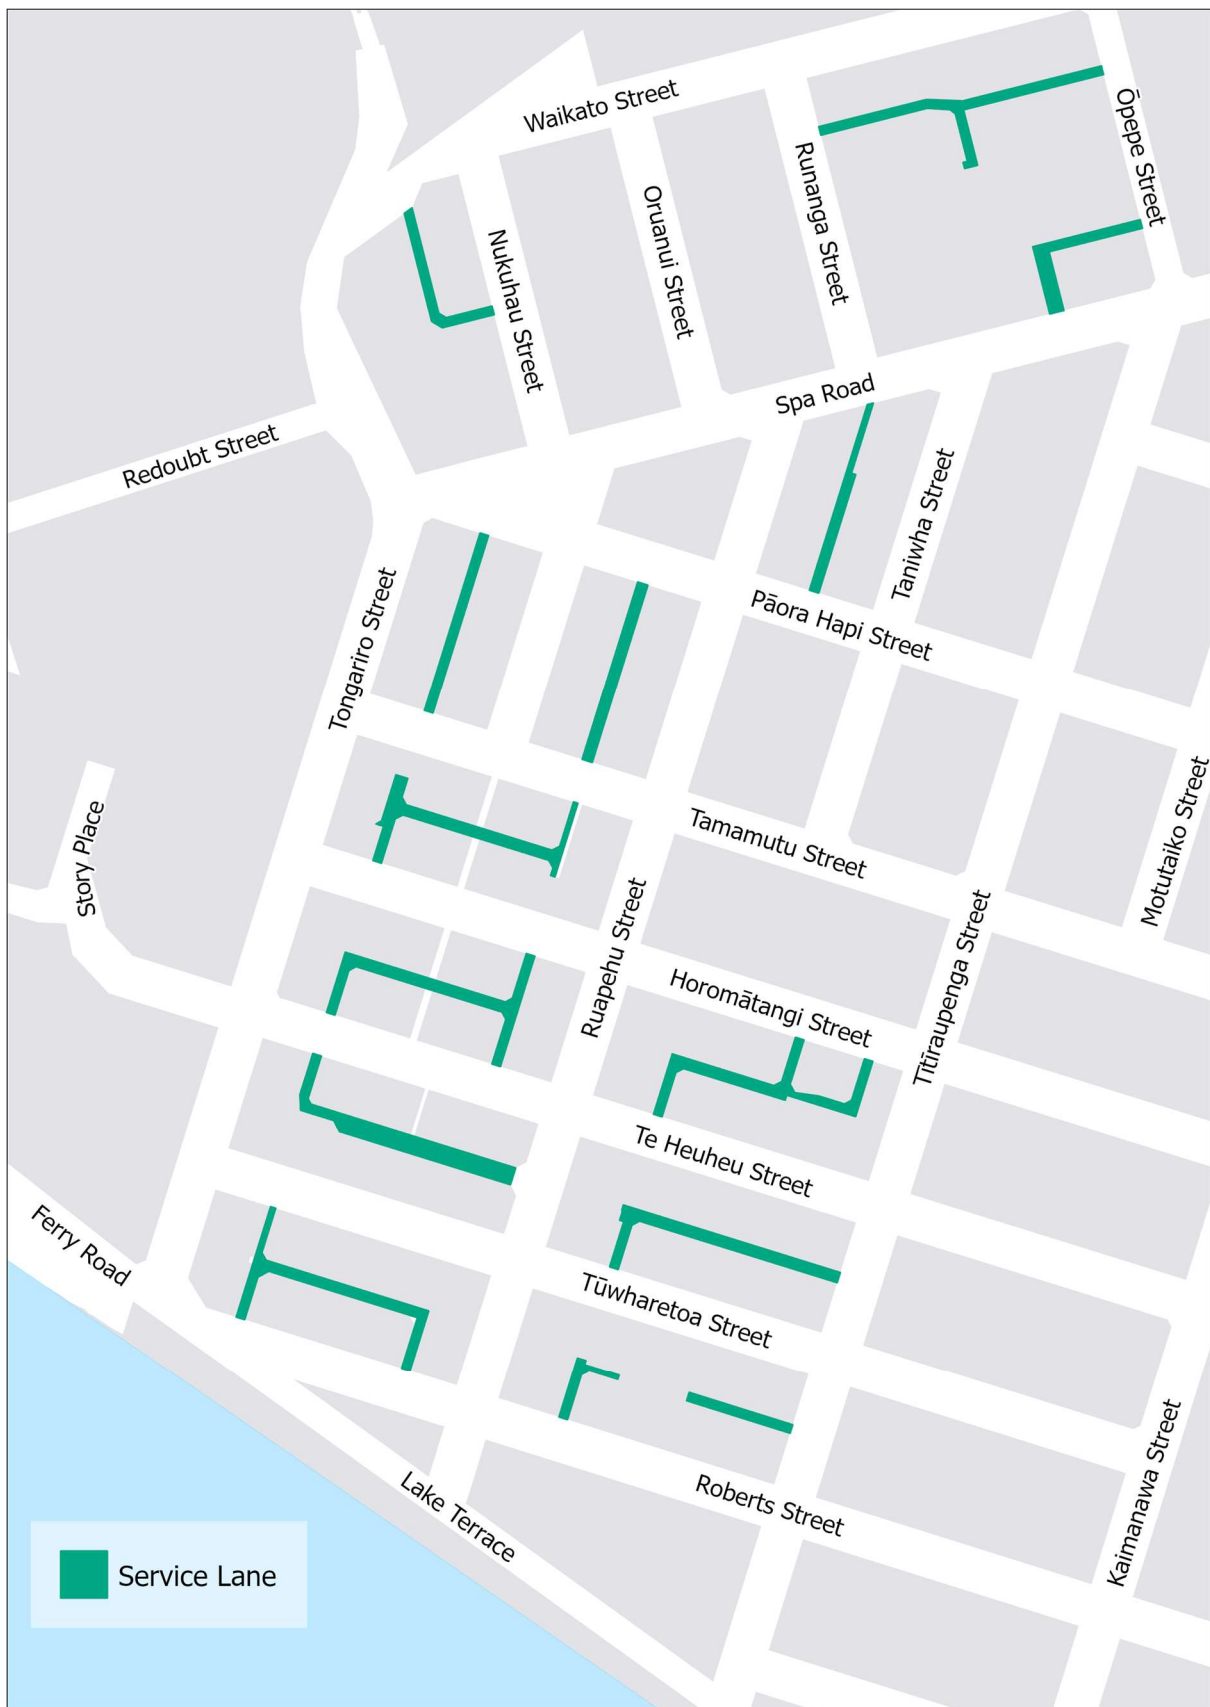 Waikato Street
Ōpepe Street
Runanga Street
Oruanui Street
Nukuhau Street
Spa Road
Redoubt Street
Taniwha Street
Pāora Hapi Street
Tongariro Street
Motutaiko Street
Story Place
Tamamutu Street
Ruapehu Street
Tītīraupenga Street
Horomātangi Street
Te Heuheu Street
Ferry Road
Tūwharetoa Street
Kaimanawa Street
Lake Terrace
Roberts Street
Service Lane